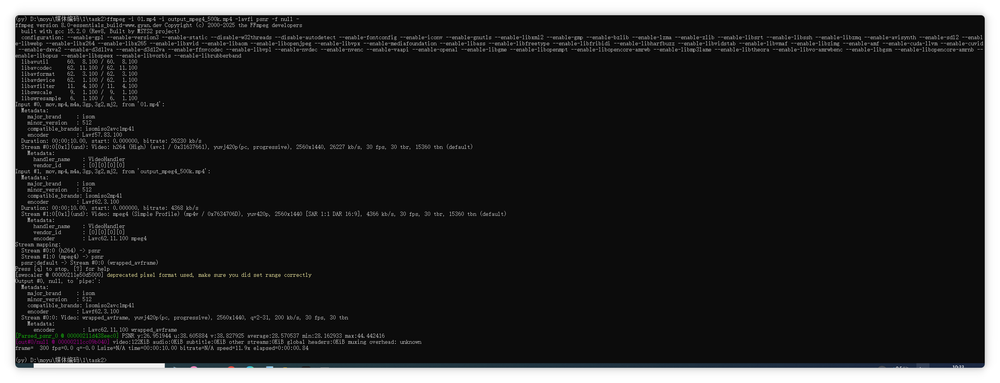 (py) D:\moyu\媒体编码\1\task2>ffmpeg -i 01.mp4 -i output_mpeg4_500k.mp4 -lavfi psnr -f null -
ffmpeg version 8.0-essentials_build-www.gyan.dev Copyright (c) 2000-2025 the FFmpeg developers
  built with gcc 15.2.0 (Rev8, Built by MSYS2 project)
  configuration: --enable-gpl --enable-version3 --enable-static --disable-w32threads --disable-autodetect --enable-fontconfig --enable-iconv --enable-gnutls --enable-libxml2 --enable-gmp --enable-bzlib --enable-lzma --enable-zlib --enable-libsrt --enable-libssh --enable-libzmq --enable-avisynth --enable-sdl2 --enabl
e-libwebp --enable-libx264 --enable-libx265 --enable-libxvid --enable-libaom --enable-libopenjpeg --enable-libvpx --enable-mediafoundation --enable-libass --enable-libfreetype --enable-libfribidi --enable-libharfbuzz --enable-libvidstab --enable-libvmaf --enable-libzimg --enable-amf --enable-cuda-llvm --enable-cuvid
 --enable-dxva2 --enable-d3d11va --enable-d3d12va --enable-ffnvcodec --enable-libvpl --enable-nvdec --enable-nvenc --enable-vaapi --enable-openal --enable-libgme --enable-libopenmpt --enable-libopencore-amrwb --enable-libmp3lame --enable-libtheora --enable-libvo-amrwbenc --enable-libgsm --enable-libopencore-amrnb --
enable-libopus --enable-libspeex --enable-libvorbis --enable-librubberband
  libavutil      60.  8.100 / 60.  8.100
  libavcodec     62. 11.100 / 62. 11.100
  libavformat    62.  3.100 / 62.  3.100
  libavdevice    62.  1.100 / 62.  1.100
  libavfilter    11.  4.100 / 11.  4.100
  libswscale      9.  1.100 /  9.  1.100
  libswresample   6.  1.100 /  6.  1.100
Input #0, mov,mp4,m4a,3gp,3g2,mj2, from '01.mp4':
  Metadata:
    major_brand     : isom
    minor_version   : 512
    compatible_brands: isomiso2avc1mp41
    encoder         : Lavf57.83.100
  Duration: 00:00:10.00, start: 0.000000, bitrate: 26230 kb/s
  Stream #0:0[0x1](und): Video: h264 (High) (avc1 / 0x31637661), yuvj420p(pc, progressive), 2560x1440, 26227 kb/s, 30 fps, 30 tbr, 15360 tbn (default)
    Metadata:
      handler_name    : VideoHandler
      vendor_id       : [0][0][0][0]
Input #1, mov,mp4,m4a,3gp,3g2,mj2, from 'output_mpeg4_500k.mp4':
  Metadata:
    major_brand     : isom
    minor_version   : 512
    compatible_brands: isomiso2mp41
    encoder         : Lavf62.3.100
  Duration: 00:00:10.00, start: 0.000000, bitrate: 4368 kb/s
  Stream #1:0[0x1](und): Video: mpeg4 (Simple Profile) (mp4v / 0x7634706D), yuv420p, 2560x1440 [SAR 1:1 DAR 16:9], 4366 kb/s, 30 fps, 30 tbr, 15360 tbn (default)
    Metadata:
      handler_name    : VideoHandler
      vendor_id       : [0][0][0][0]
      encoder         : Lavc62.11.100 mpeg4
Stream mapping:
  Stream #0:0 (h264) -> psnr
  Stream #1:0 (mpeg4) -> psnr
  psnr:default -> Stream #0:0 (wrapped_avframe)
Press [q] to stop, [?] for help
[swscaler @ 00000211e50d5000] deprecated pixel format used, make sure you did set range correctly
Output #0, null, to 'pipe:':
  Metadata:
    major_brand     : isom
    minor_version   : 512
    compatible_brands: isomiso2avc1mp41
    encoder         : Lavf62.3.100
  Stream #0:0: Video: wrapped_avframe, yuvj420p(pc, progressive), 2560x1440, q=2-31, 200 kb/s, 30 fps, 30 tbn
    Metadata:
      encoder         : Lavc62.11.100 wrapped_avframe
[Parsed_psnr_0 @ 00000211d438eec0] PSNR y:26.951944 u:38.605884 v:38.827925 average:28.570537 min:28.162933 max:44.442416
[out#0/null @ 00000211cc09b040] video:122KiB audio:0KiB subtitle:0KiB other streams:0KiB global headers:0KiB muxing overhead: unknown
frame=  300 fps=0.0 q=-0.0 Lsize=N/A time=00:00:10.00 bitrate=N/A speed=11.9x elapsed=0:00:00.84
(py) D:\moyu\媒体编码\1\task2>
10:33